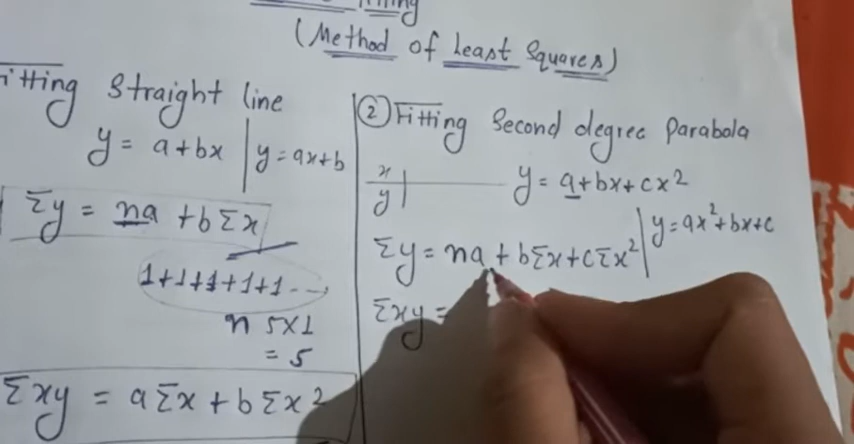 (Method of Least Squares)
Fitting Straight line
y = a + bx | y = ax + b
Σy = na + bΣx
1+1+1+1+1 ...
n 5×1
= 5
Σxy = aΣx + bΣx²
② Fitting Second degree Parabola
x
y
y = a + bx + cx²
y = ax² + bx + c
Σy = na + bΣx + cΣx²
Σxy =